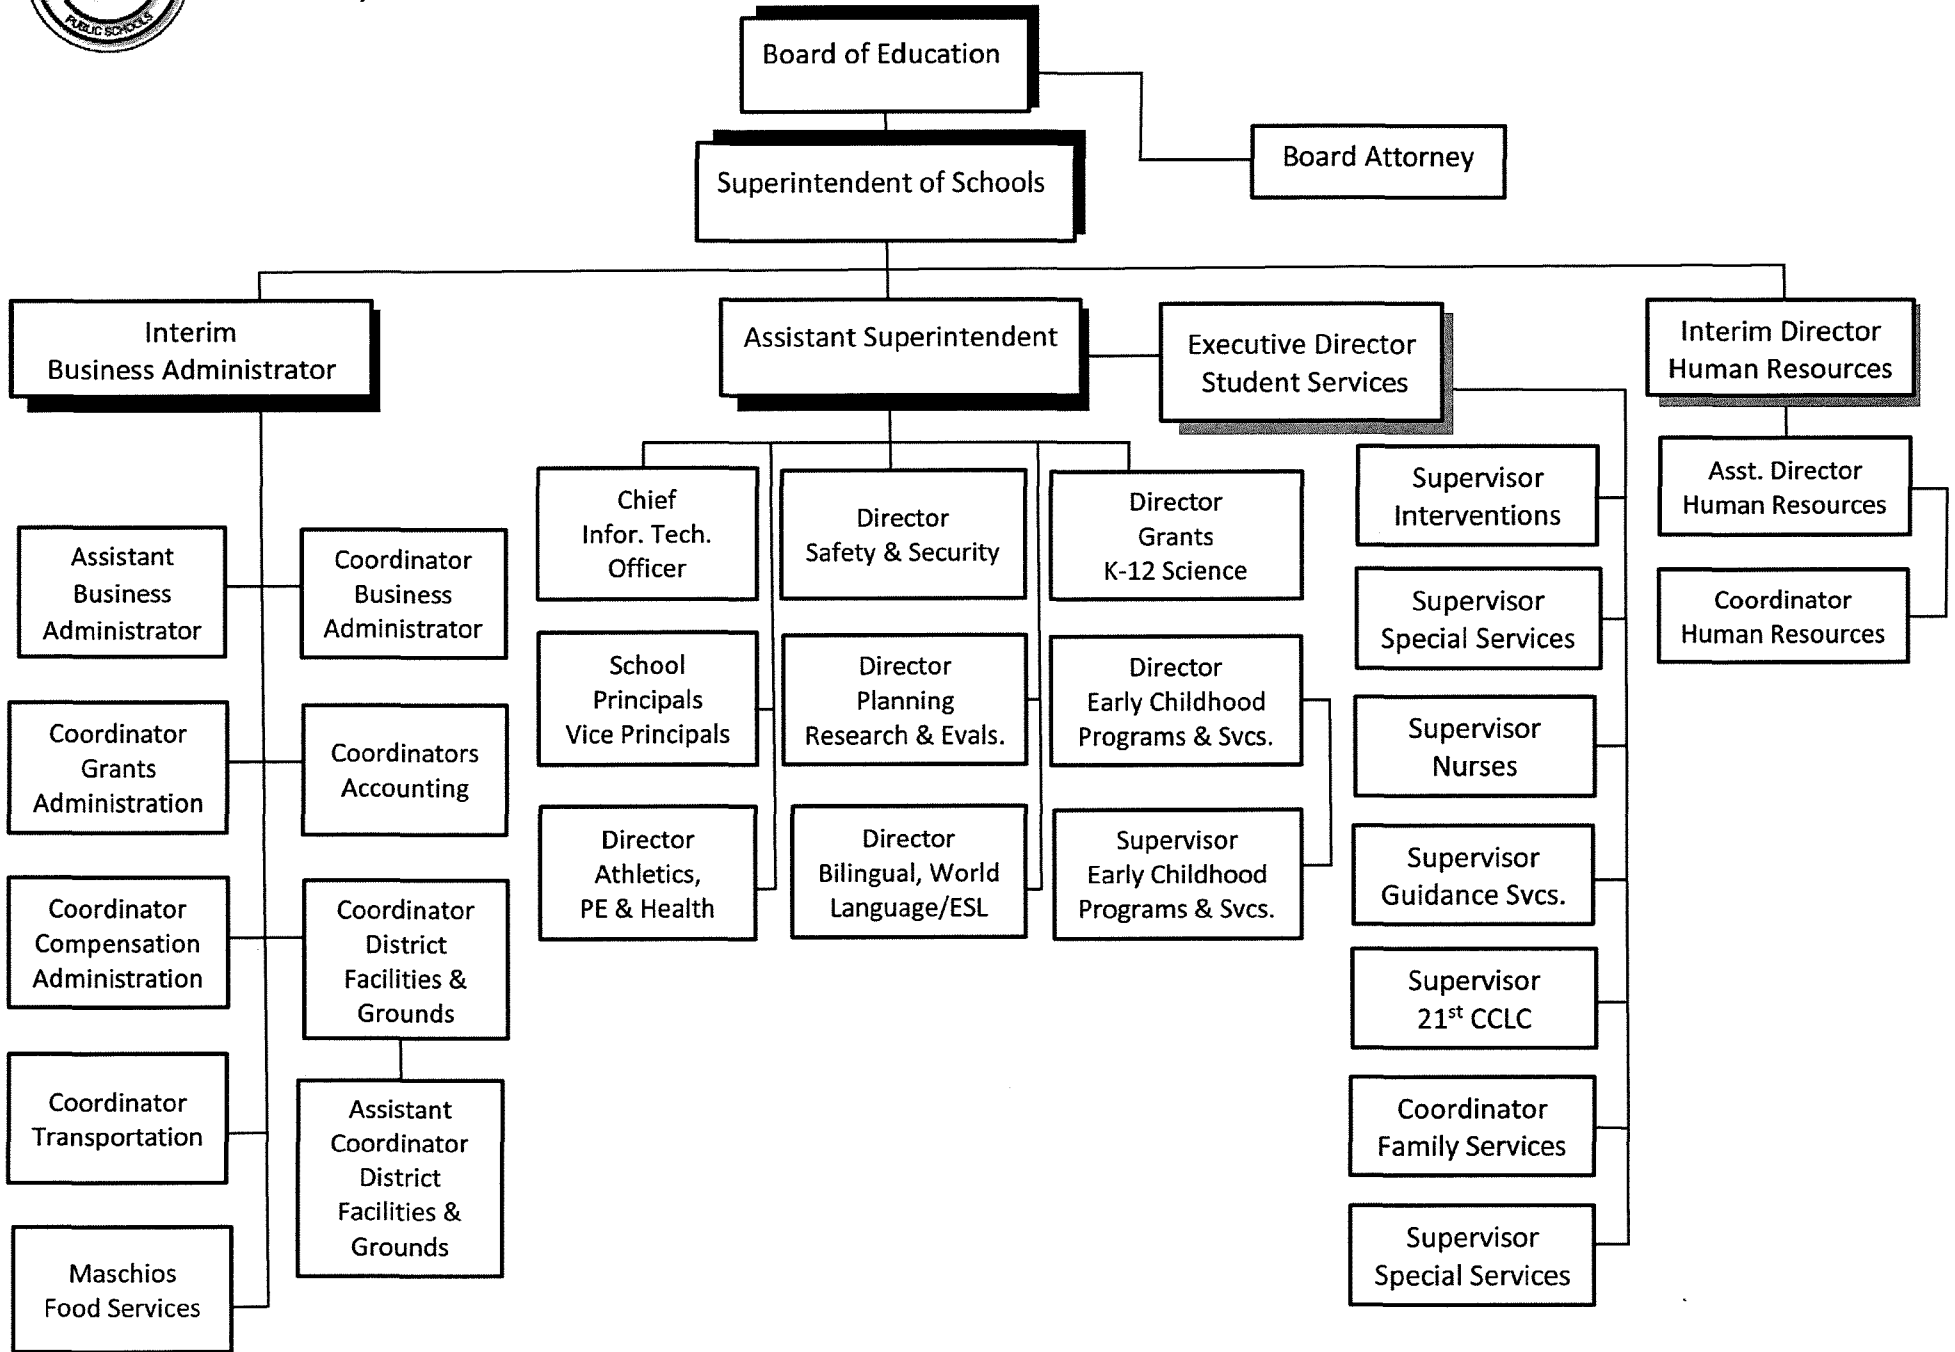 PUBLIC SCHOOLS
Board of Education
Board Attorney
Superintendent of Schools
Interim
Business Administrator
Assistant Superintendent
Executive Director
Student Services
Interim Director
Human Resources
Assistant
Business
Administrator
Coordinator
Business
Administrator
Coordinator
Grants
Administration
Coordinators
Accounting
Coordinator
Compensation
Administration
Coordinator
District
Facilities &
Grounds
Coordinator
Transportation
Assistant
Coordinator
District
Facilities &
Grounds
Maschios
Food Services
Chief
Infor. Tech.
Officer
Director
Safety & Security
Director
Grants
K-12 Science
School
Principals
Vice Principals
Director
Planning
Research & Evals.
Director
Early Childhood
Programs & Svcs.
Director
Athletics,
PE & Health
Director
Bilingual, World
Language/ESL
Supervisor
Early Childhood
Programs & Svcs.
Supervisor
Interventions
Supervisor
Special Services
Supervisor
Nurses
Supervisor
Guidance Svcs.
Supervisor
21st CCLC
Coordinator
Family Services
Supervisor
Special Services
Asst. Director
Human Resources
Coordinator
Human Resources